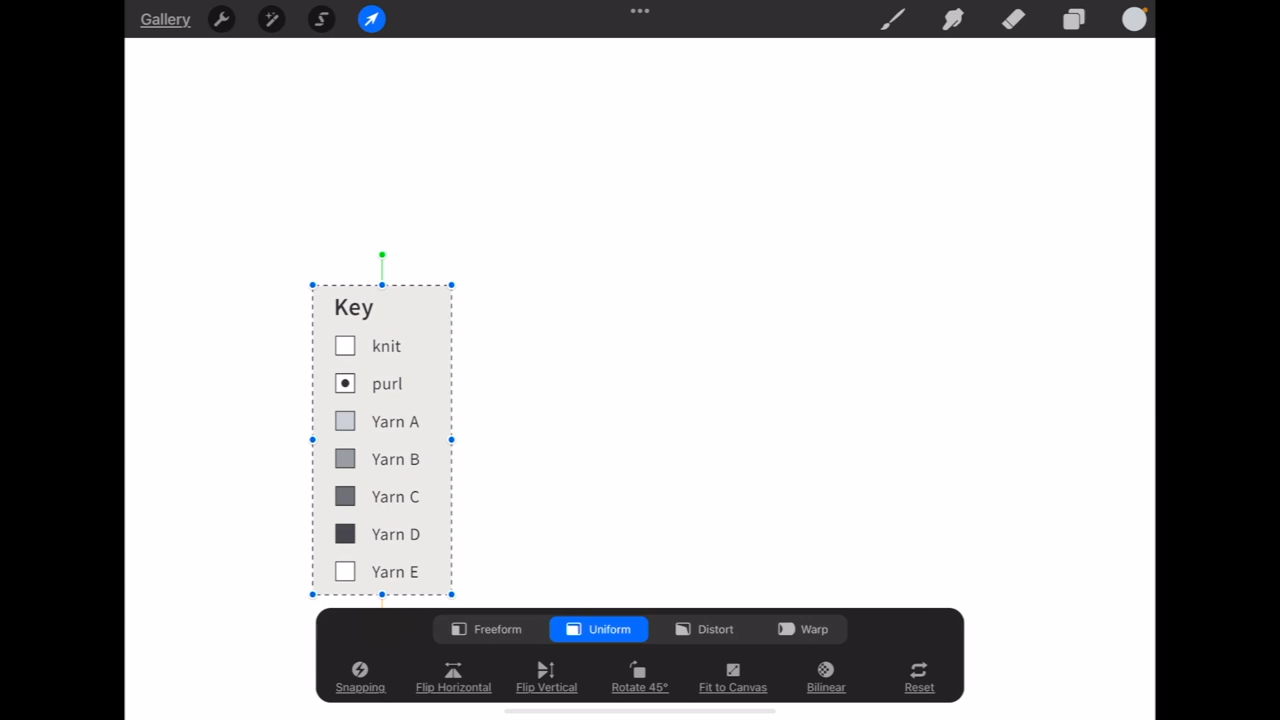 Gallery
Key
knit
purl
Yarn A
Yarn B
Yarn C
Yarn D
Yarn E
Freeform Uniform Distort Warp
Snapping Flip Horizontal Flip Vertical Rotate 45° Fit to Canvas Bilinear Reset